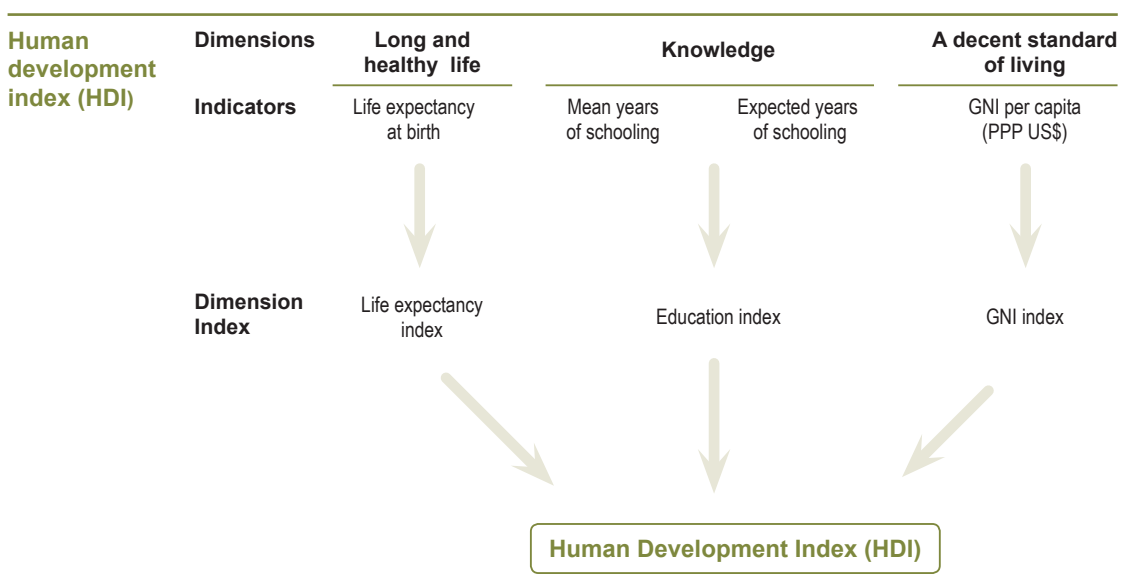 Human
development
index (HDI)
Dimensions
Long and
healthy life
Knowledge
A decent standard
of living
Indicators
Life expectancy
at birth
Mean years
of schooling
Expected years
of schooling
GNI per capita
(PPP US$)
Dimension
Index
Life expectancy
index
Education index
GNI index
Human Development Index (HDI)